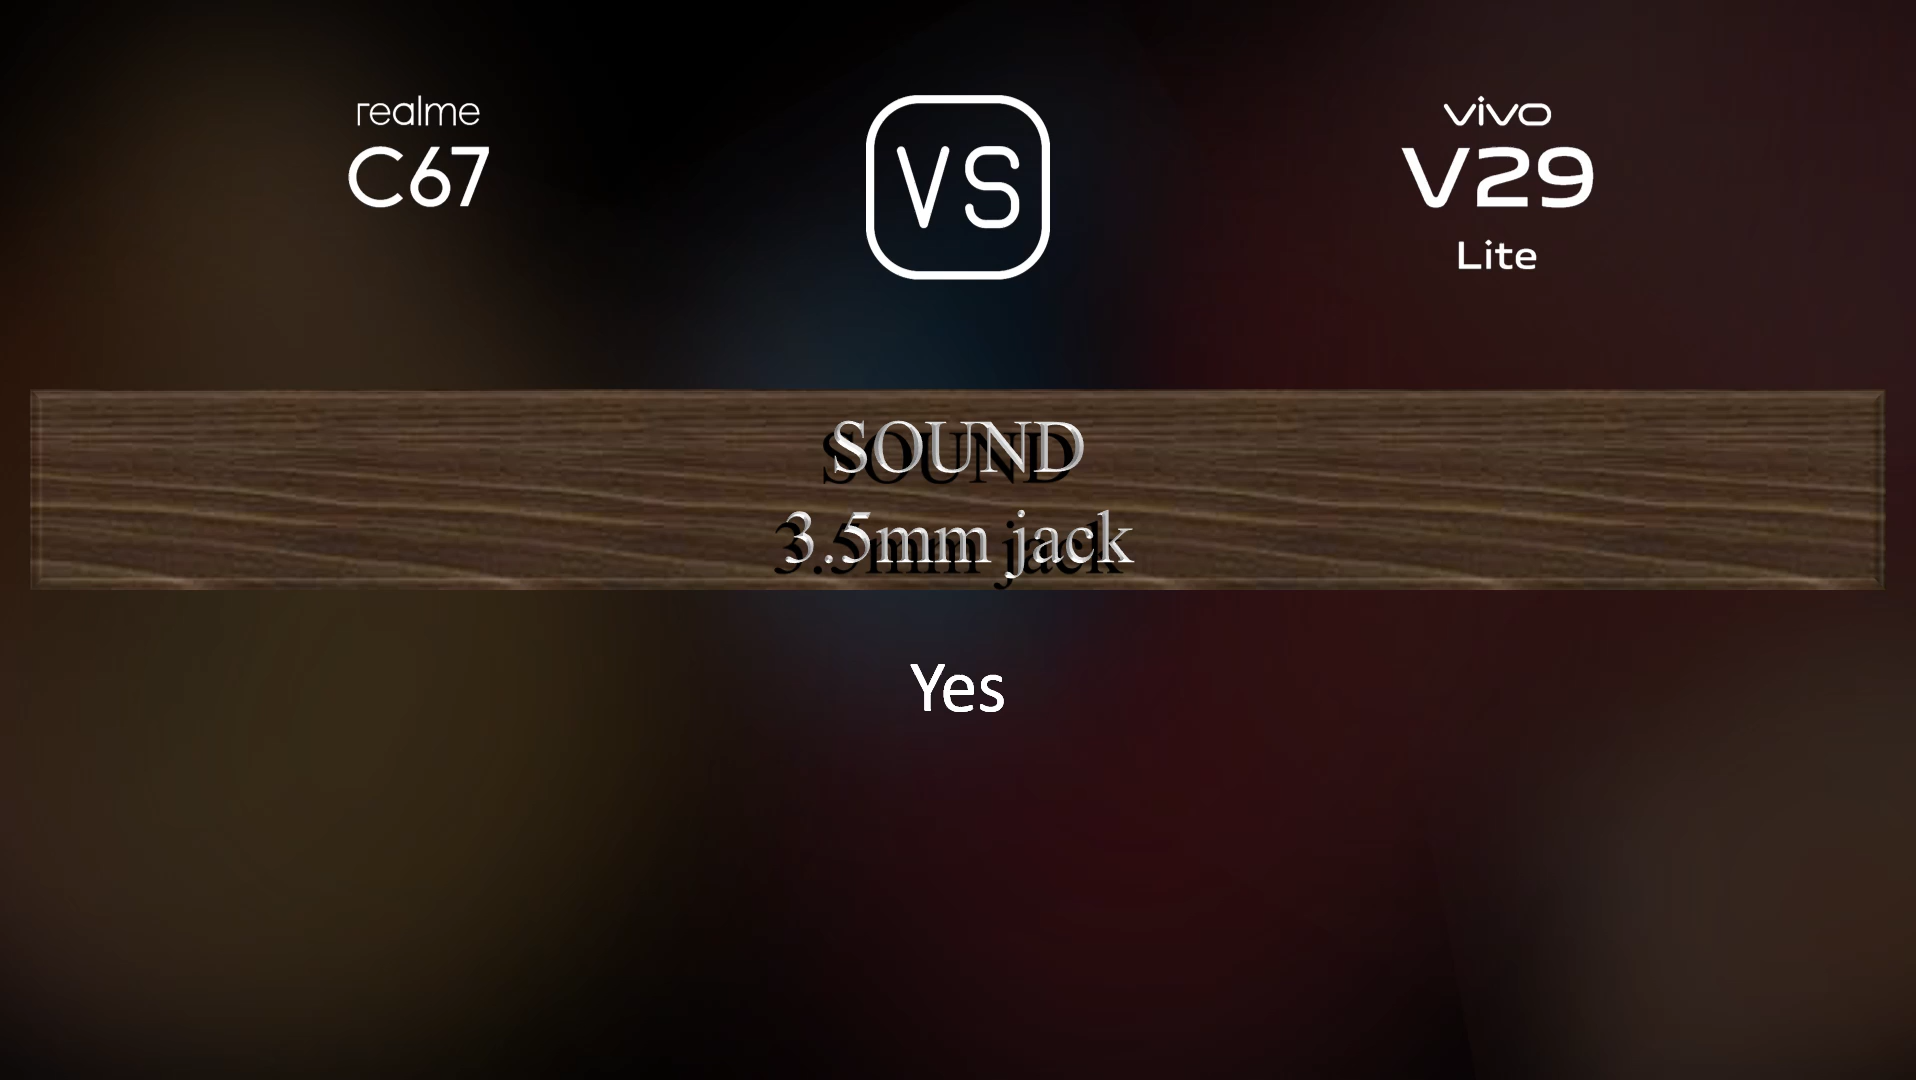 realme
C67
VS
vivo
V29
Lite
SOUND
3.5mm jack
Yes